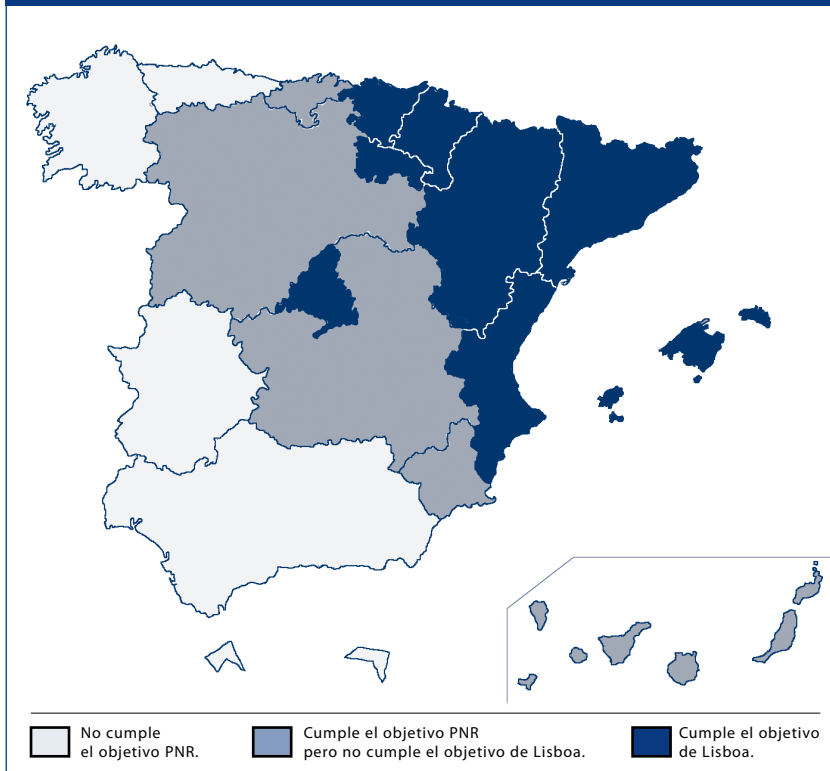 No cumple
el objetivo PNR.
Cumple el objetivo PNR
pero no cumple el objetivo de Lisboa.
Cumple el objetivo
de Lisboa.